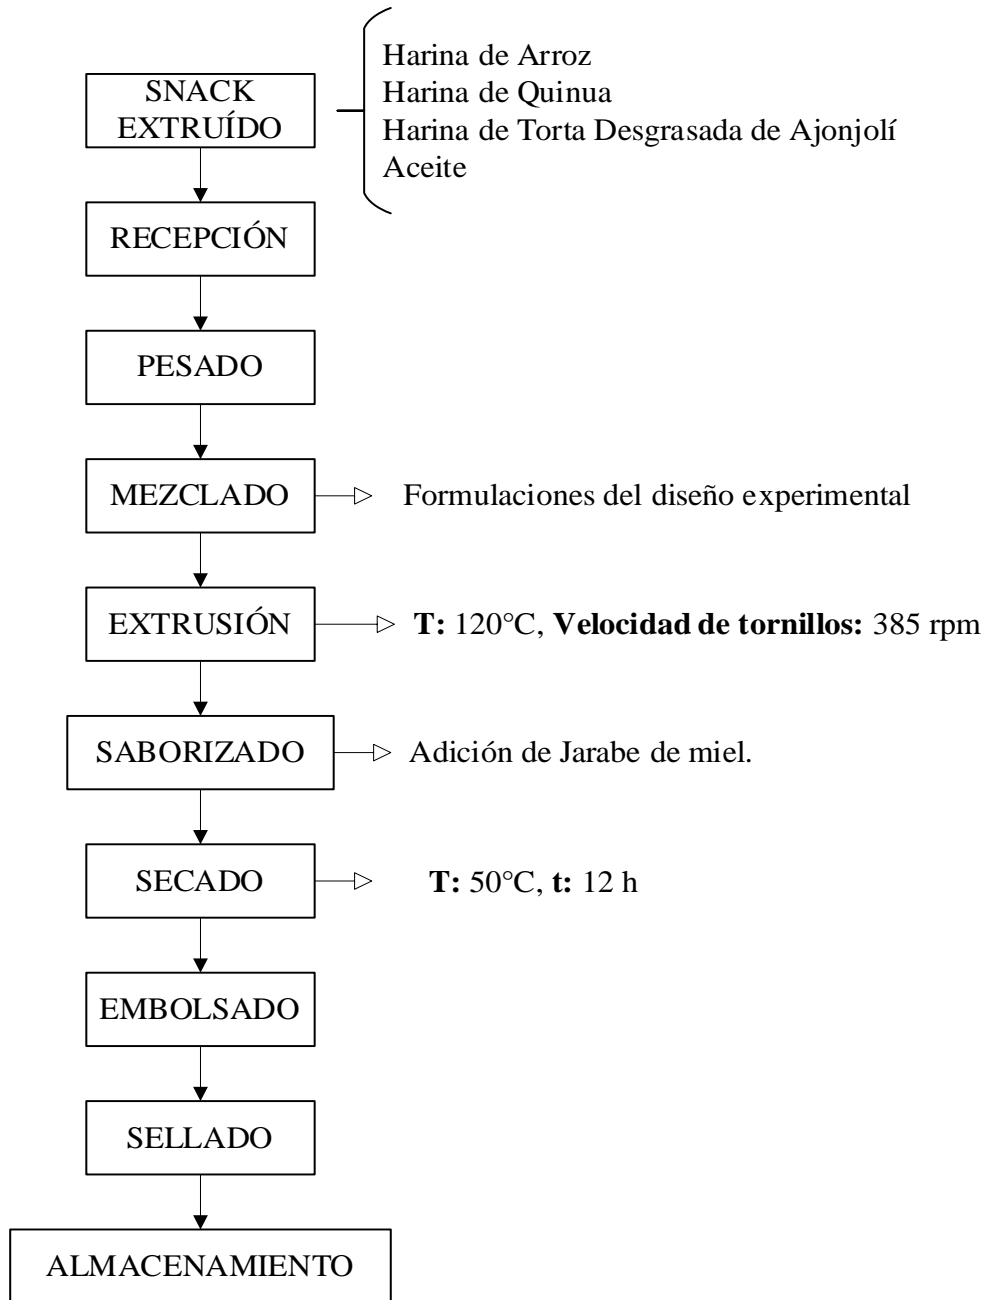 SNACK
EXTRUÍDO
Harina de Arroz
Harina de Quinua
Harina de Torta Desgrasada de Ajonjolí
Aceite
RECEPCIÓN
PESADO
MEZCLADO
Formulaciones del diseño experimental
EXTRUSIÓN
T: 120°C, Velocidad de tornillos: 385 rpm
SABORIZADO
Adición de Jarabe de miel.
SECADO
T: 50°C, t: 12 h
EMBOLSADO
SELLADO
ALMACENAMIENTO